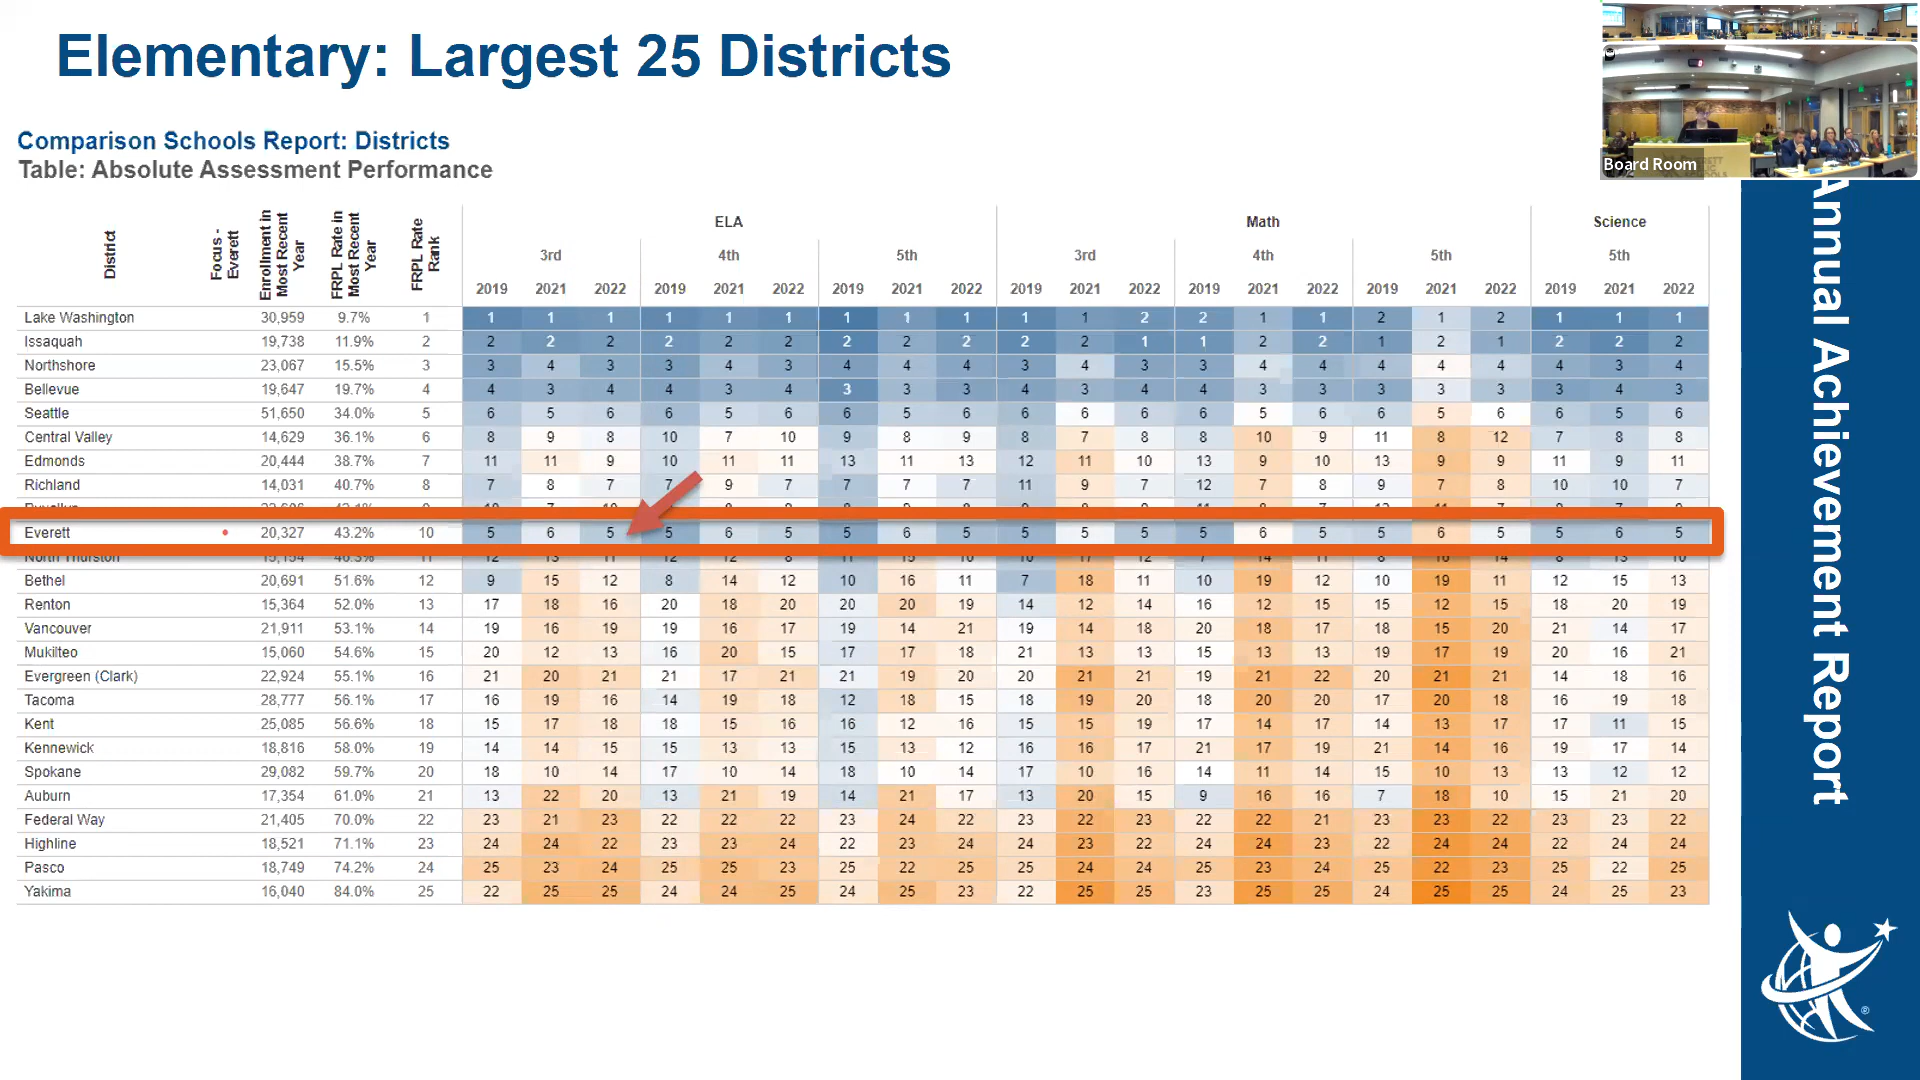 Elementary: Largest 25 Districts
Board Room
Comparison Schools Report: Districts
Table: Absolute Assessment Performance
District Focus - Everett Enrollment in Most Recent Year FRPL Rate in Most Recent Year FRPL Rate Rank
ELA Math Science
3rd 4th 5th 3rd 4th 5th 5th
2019 2021 2022 2019 2021 2022 2019 2021 2022 2019 2021 2022 2019 2021 2022 2019 2021 2022 2019 2021 2022
Lake Washington 30,959 9.7% 1 1 1 1 1 1 1 1 1 1 1 1 2 2 1 1 2 1 2 1 1 1
Issaquah 19,738 11.9% 2 2 2 2 2 2 2 2 2 2 2 2 1 1 2 2 1 2 1 2 2 2
Northshore 23,067 15.5% 3 3 4 3 3 4 3 4 4 4 3 4 3 3 4 4 4 4 4 4 3 4
Bellevue 19,647 19.7% 4 4 3 4 4 3 4 3 3 3 4 3 4 4 3 3 3 3 3 3 4 3
Seattle 51,650 34.0% 5 6 5 6 6 5 6 6 5 6 6 6 6 6 5 6 6 5 6 6 5 6
Central Valley 14,629 36.1% 6 8 9 8 10 7 10 9 8 9 8 7 8 8 10 9 11 8 12 7 8 8
Edmonds 20,444 38.7% 7 11 11 9 10 11 11 13 11 13 12 11 10 13 9 10 13 9 9 11 9 11
Richland 14,031 40.7% 8 7 8 7 7 9 7 7 7 7 11 9 7 12 7 8 9 7 8 10 10 7
Everett • 20,327 43.2% 10 5 6 5 5 6 5 5 6 5 5 5 5 5 6 5 5 6 5 5 6 5
North Thurston 15,154 46.3% 11 12 13 11 12 12 8 11 15 10 10 17 12 7 14 11 8 16 14 8 13 10
Bethel 20,691 51.6% 12 9 15 12 8 14 12 10 16 11 7 18 11 10 19 12 10 19 11 12 15 13
Renton 15,364 52.0% 13 17 18 16 20 18 20 20 20 19 14 12 14 16 12 15 15 12 15 18 20 19
Vancouver 21,911 53.1% 14 19 16 19 19 16 17 19 14 21 19 14 18 20 18 17 18 15 20 21 14 17
Mukilteo 15,060 54.6% 15 20 12 13 16 20 15 17 17 18 21 13 13 15 13 13 19 17 19 20 16 21
Evergreen (Clark) 22,924 55.1% 16 21 20 21 21 17 21 21 19 20 20 21 21 19 21 22 20 21 21 14 18 16
Tacoma 28,777 56.1% 17 16 19 16 14 19 18 12 18 15 18 19 20 18 20 20 17 20 18 16 19 18
Kent 25,085 56.6% 18 15 17 18 18 15 16 16 12 16 15 15 19 17 14 17 14 13 17 17 11 15
Kennewick 18,816 58.0% 19 14 14 15 15 13 13 15 13 12 16 16 17 21 17 19 21 14 16 19 17 14
Spokane 29,082 59.7% 20 18 10 14 17 10 14 18 10 14 17 10 16 14 11 14 15 10 13 13 12 12
Auburn 17,354 61.0% 21 13 22 20 13 21 19 14 21 17 13 20 15 9 16 16 7 18 10 15 21 20
Federal Way 21,405 70.0% 22 23 21 23 22 22 22 23 24 22 23 22 23 22 22 21 23 23 22 23 23 22
Highline 18,521 71.1% 23 24 24 22 23 23 24 22 23 23 24 23 22 24 24 24 22 24 24 22 24 24
Pasco 18,749 74.2% 24 25 23 24 25 25 23 25 22 25 25 24 24 25 23 23 25 22 23 25 22 25
Yakima 16,040 84.0% 25 22 25 25 24 24 25 24 25 24 22 25 25 23 25 25 24 25 25 24 25 23
Annual Achievement Report
®